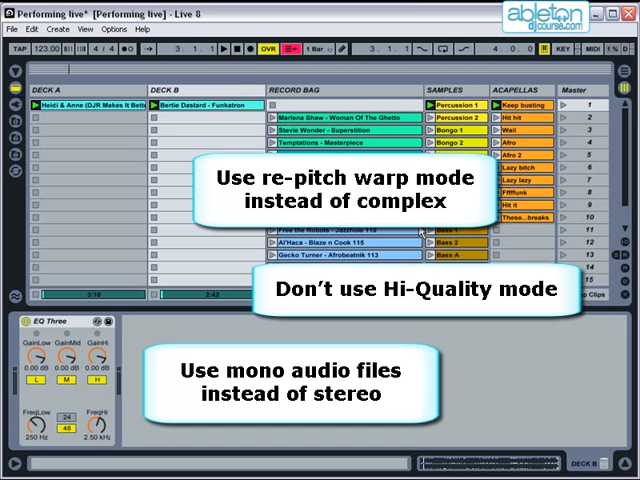 Performing live* [Performing live] - Live 8
ableton
djcourse.com
File Edit Create View Options Help
TAP 123.00 4 / 4 1 Bar 3. 1. 1 OVR 3. 1. 1 4. 0. 0 KEY MIDI 1 % D
DECK A DECK B RECORD BAG SAMPLES ACAPELLAS Master
Heidi & Anne (DJR Makes It Bette Bertie Dastard - Funkatron Percussion 1 Keep busting 1
Marlena Shaw - Woman Of The Ghetto Percussion 2 Hit hit 2
Stevie Wonder - Superstition Bongo 1 Wail 3
Temptations - Masterpiece Bongo 2 Afro 4
Afro 2 5
Lazy bitch 6
Lazy lazy 7
Fffffunk 8
Hit it 9
These...breaks 10
Use re-pitch warp mode
instead of complex
11
Free the Robots - Jazzhole 115 Bass 1
Al'Haca - Blaze n Cook 115 Bass 2 12
Gecko Turner - Afrobeatnik 113 Bass A 13
14
15
Don't use Hi-Quality mode
3:10 2:42 p Clips
EQ Three
GainLow GainMid GainHi
0.00 dB 0.00 dB 0.00 dB
L M H
FreqLow 24 FreqHi
48
250 Hz 2.50 kHz
Use mono audio files
instead of stereo
DECK B